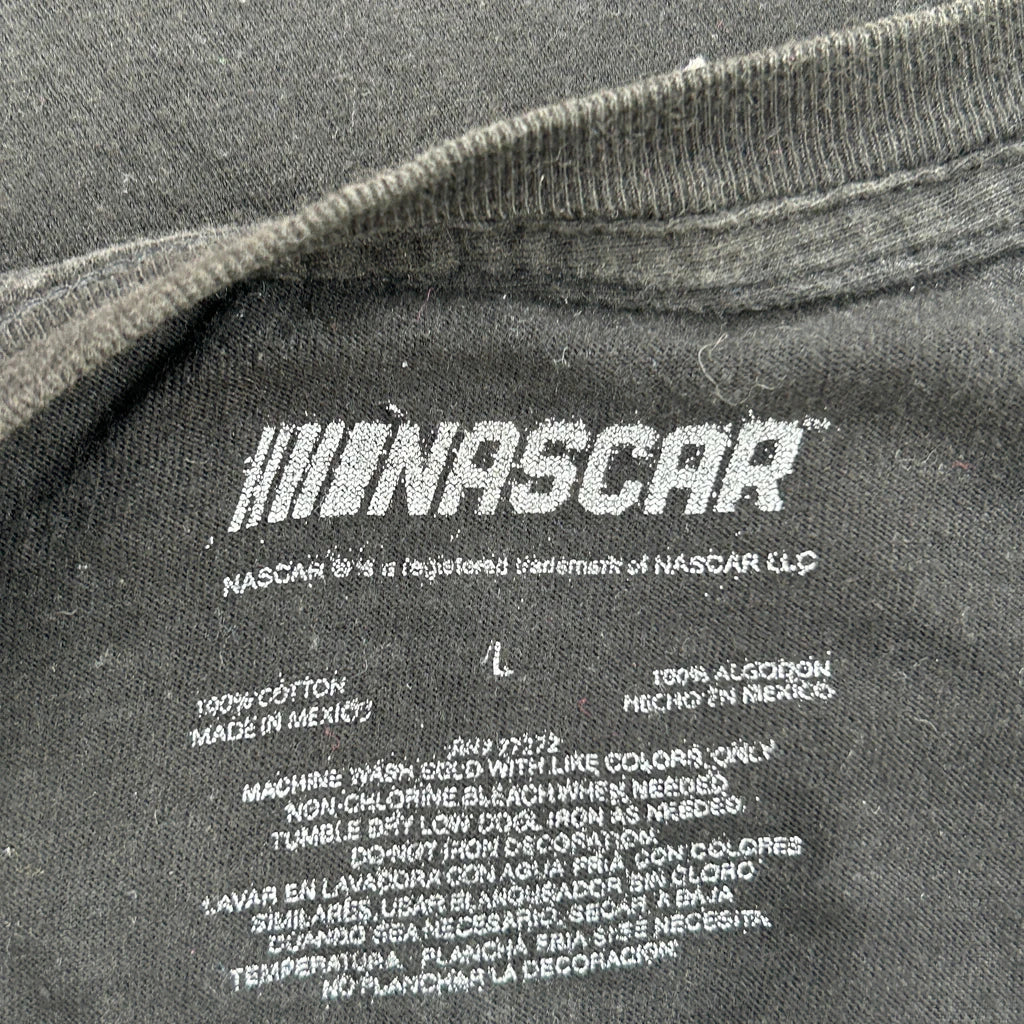 NASCAR™
NASCAR ® is a registered trademark of NASCAR LLC
L
100% COTTON
MADE IN MEXICO
100% ALGODON
HECHO EN MEXICO
27272
MACHINE WASH COLD WITH LIKE COLORS, ONLY
NON-CHLORINE BLEACH WHEN NEEDED
TUMBLE DRY LOW COOL IRON AS NEEDED
DO NOT IRON DECORATION
LAVAR EN LAVADORA CON AGUA FRIA, CON COLORES
SIMILARES, USAR BLANQUEADOR SIN CLORO
CUANDO SEA NECESARIO. SECAR A BAJA
TEMPERATURA. PLANCHA FRIA SI SE NECESITA
NO PLANCHAR LA DECORACION